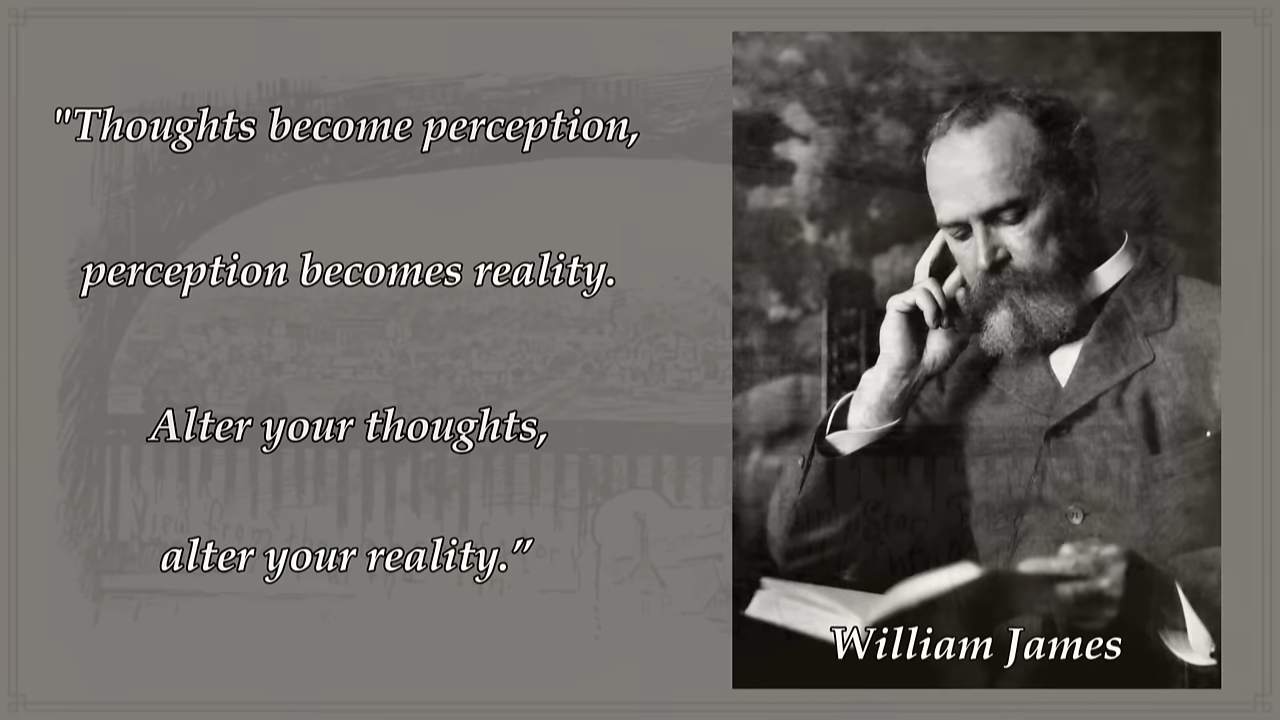 "Thoughts become perception,
perception becomes reality.
Alter your thoughts,
alter your reality.”
William James